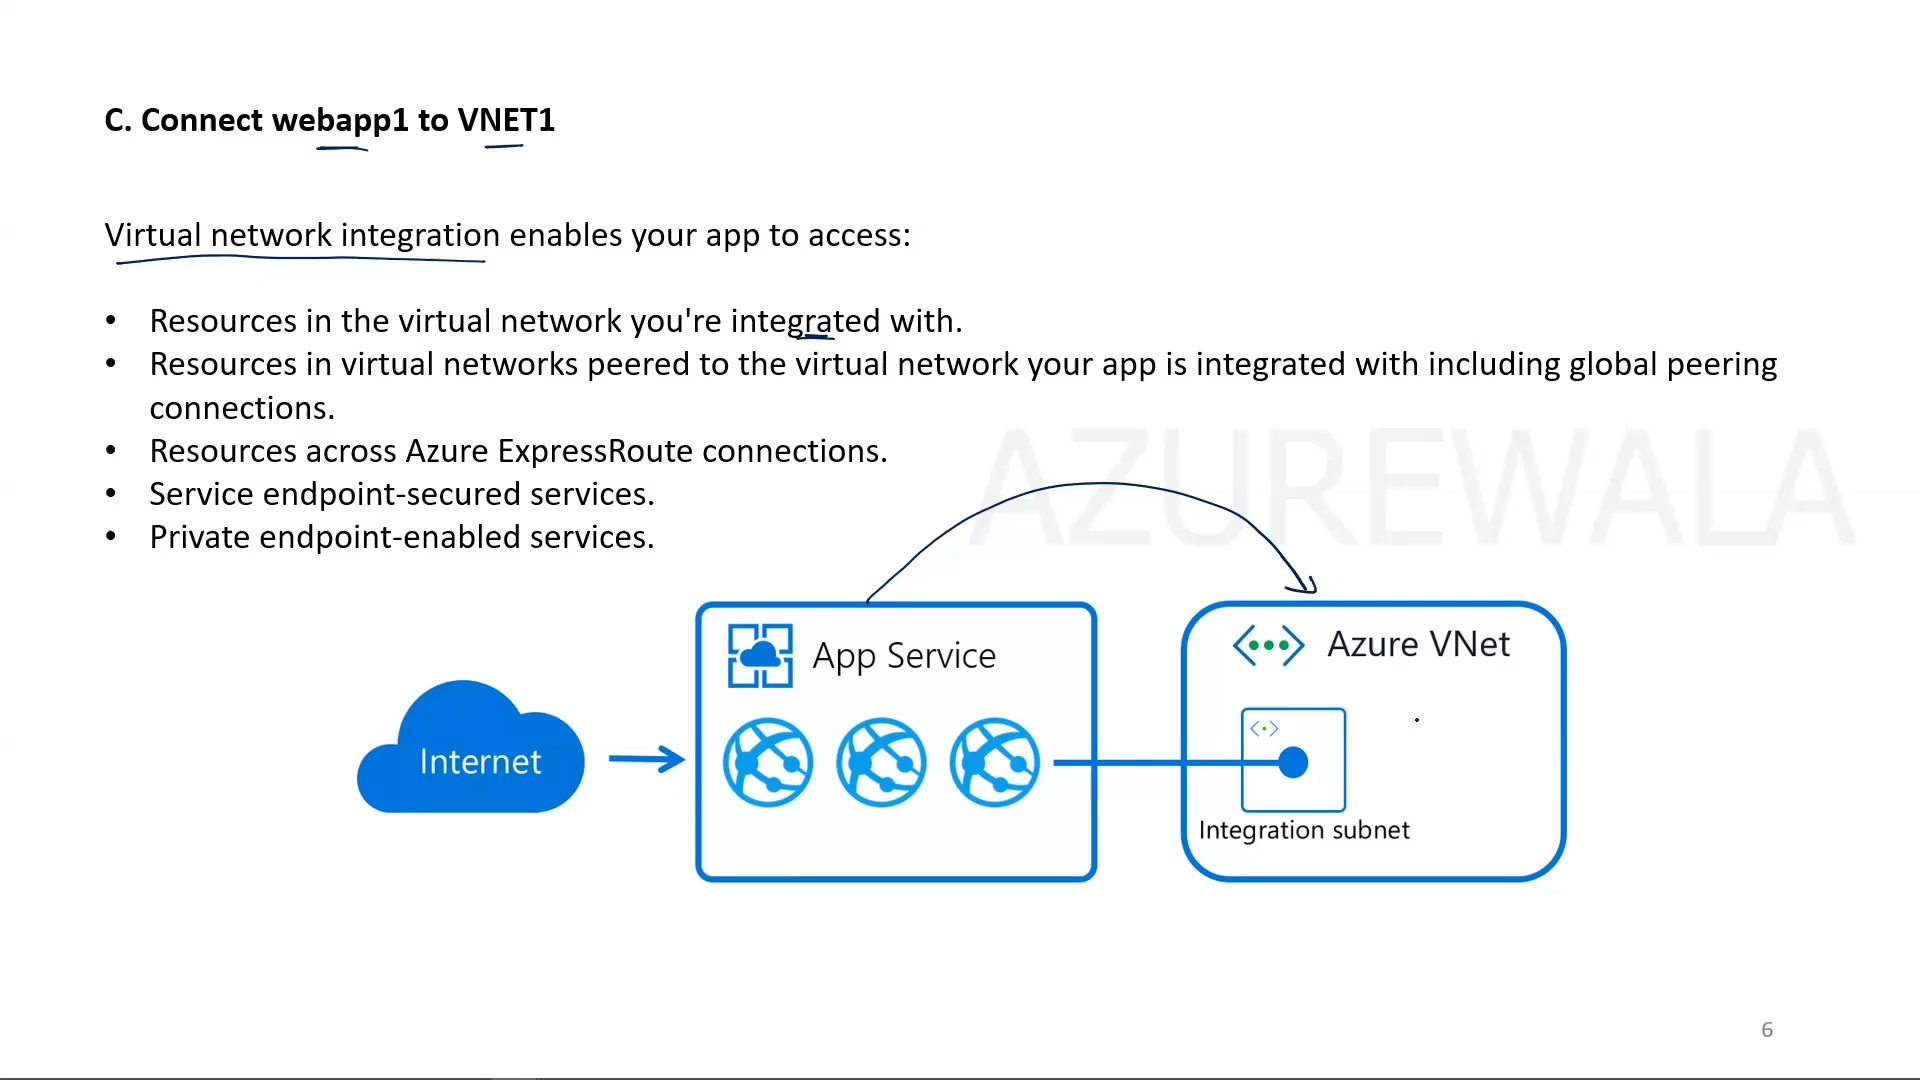 C. Connect webapp1 to VNET1
Virtual network integration enables your app to access:
• Resources in the virtual network you're integrated with.
• Resources in virtual networks peered to the virtual network your app is integrated with including global peering
connections.
• Resources across Azure ExpressRoute connections.
• Service endpoint-secured services.
• Private endpoint-enabled services.
AZUREWALA
App Service
Azure VNet
Internet
Integration subnet
6